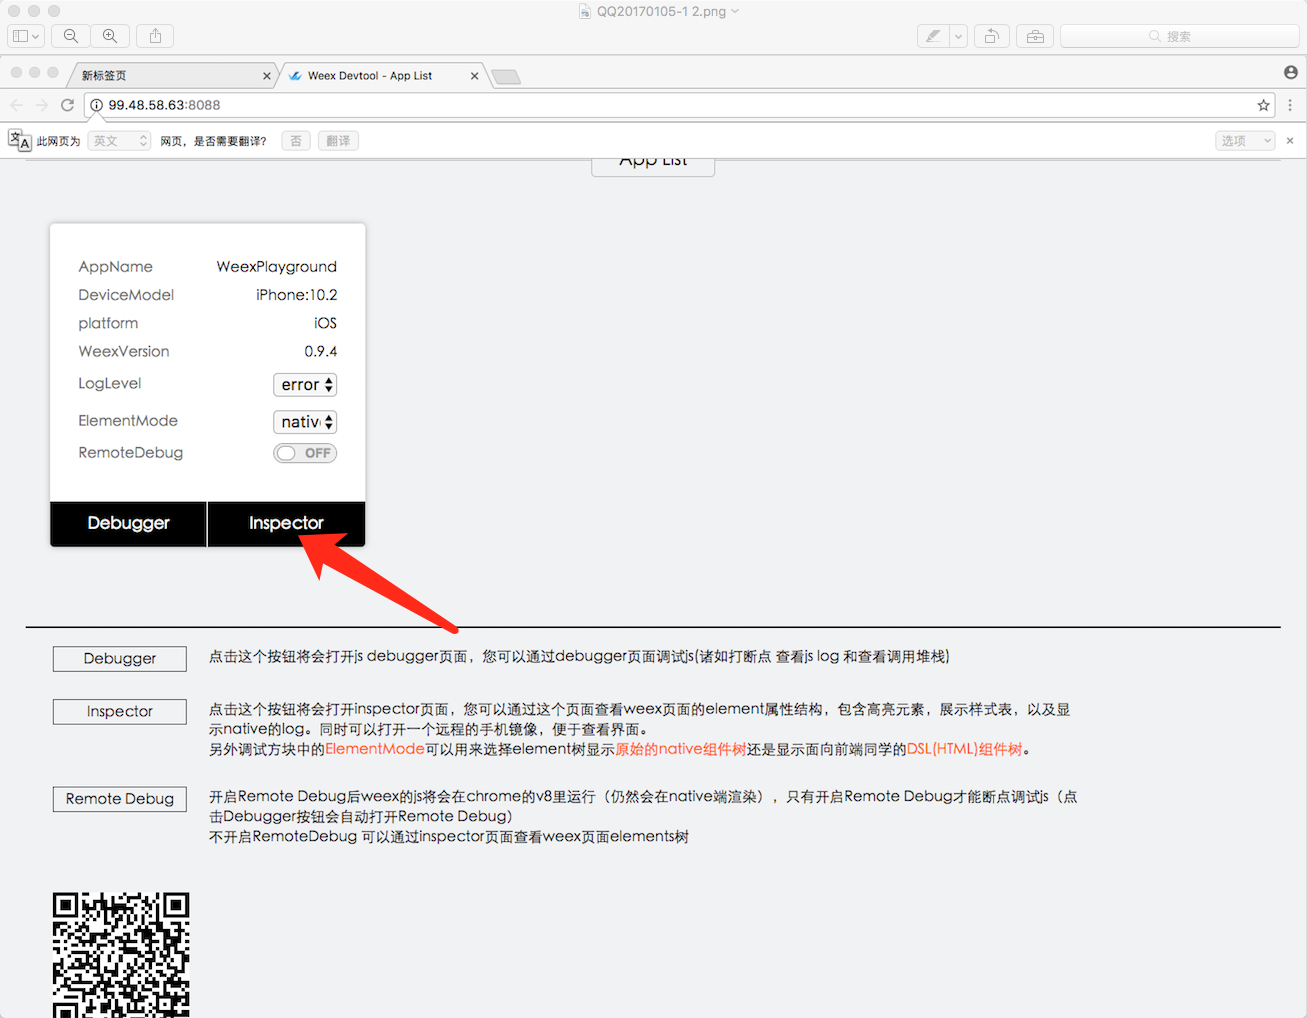 QQ20170105-1 2.png
搜索
新标签页
Weex Devtool - App List
99.48.58.63:8088
此网页为 英文 网页，是否需要翻译？ 否 翻译 选项
App List
AppName WeexPlayground
DeviceModel iPhone:10.2
platform iOS
WeexVersion 0.9.4
LogLevel error
ElementMode nativ
RemoteDebug OFF
Debugger Inspector
Debugger 点击这个按钮将会打开js debugger页面，您可以通过debugger页面调试js(诸如打断点 查看js log 和查看调用堆栈)
Inspector 点击这个按钮将会打开inspector页面，您可以通过这个页面查看weex页面的element属性结构，包含高亮元素，展示样式表，以及显
示native的log。同时可以打开一个远程的手机镜像，便于查看界面。
另外调试方块中的ElementMode可以用来选择element树显示原始的native组件树还是显示面向前端同学的DSL(HTML)组件树。
Remote Debug 开启Remote Debug后weex的js将会在chrome的v8里运行（仍然会在native端渲染），只有开启Remote Debug才能断点调试js（点
击Debugger按钮会自动打开Remote Debug）
不开启RemoteDebug 可以通过inspector页面查看weex页面elements树